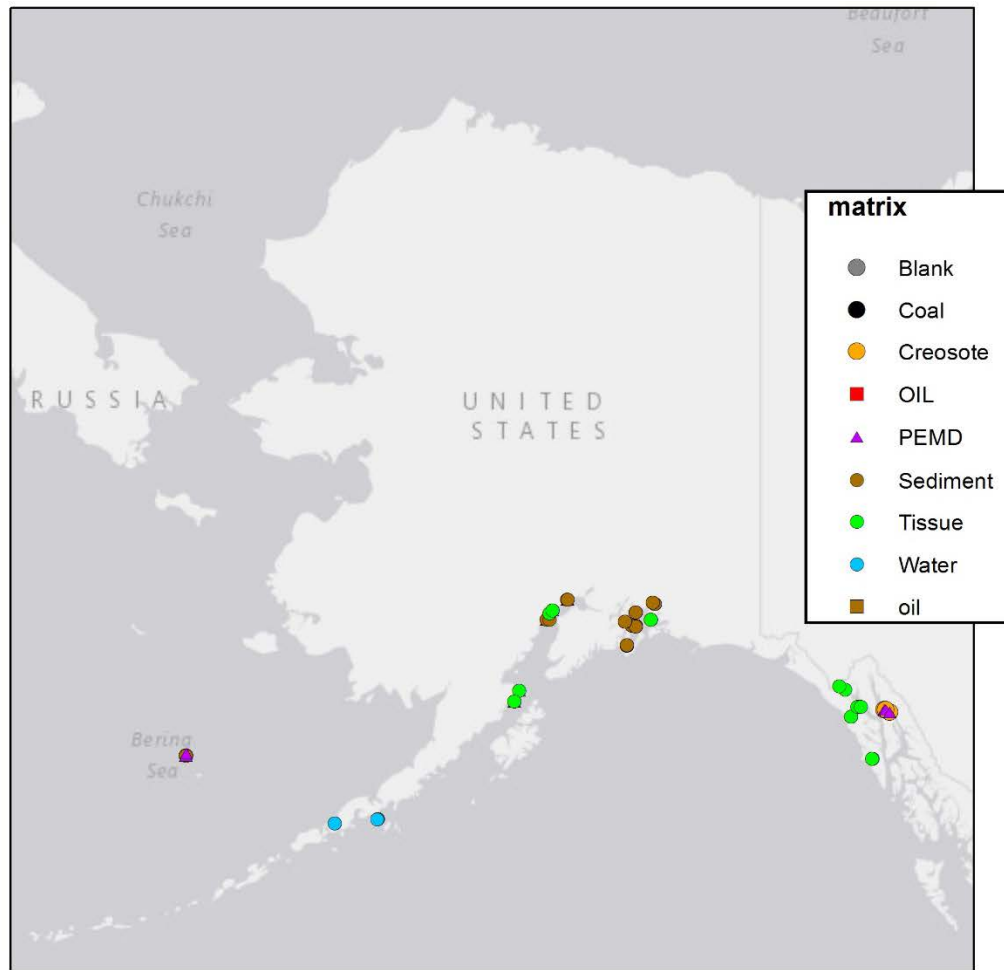 Beaufort
Sea
Chukchi
Sea
RUSSIA
UNITED
STATES
Bering
Sea
matrix
Blank
Coal
Creosote
OIL
PEMD
Sediment
Tissue
Water
oil